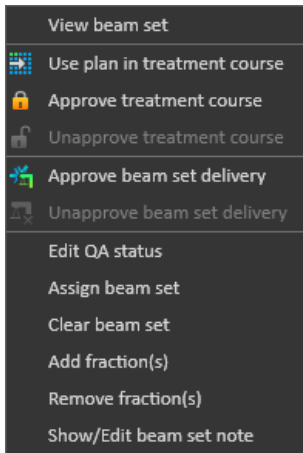 View beam set
Use plan in treatment course
Approve treatment course
Unapprove treatment course
Approve beam set delivery
Unapprove beam set delivery
Edit QA status
Assign beam set
Clear beam set
Add fraction(s)
Remove fraction(s)
Show/Edit beam set note